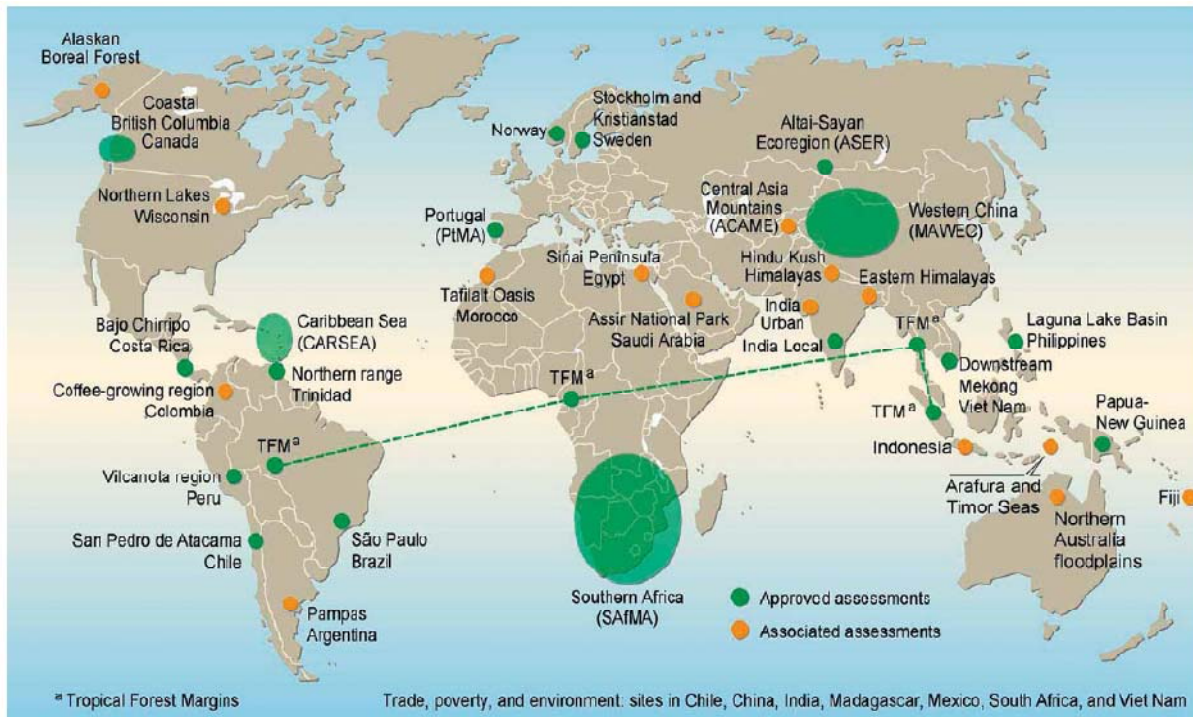 Alaskan
Boreal Forest
Coastal
British Columbia
Canada
Northern Lakes
Wisconsin
Norway
Stockholm and
Kristianstad
Sweden
Altai-Sayan
Ecoregion (ASER)
Central Asia
Mountains
(ACAME)
Western China
(MAWEC)
Portugal
(PtMA)
Sinai Peninsula
Egypt
Hindu Kush
Himalayas
Eastern Himalayas
Tafilalt Oasis
Morocco
Assir National Park
Saudi Arabia
India
Urban
India Local
TFM a
Laguna Lake Basin
Philippines
Bajo Chirripo
Costa Rica
Caribbean Sea
(CARSEA)
Northern range
Trinidad
Coffee-growing region
Colombia
TFM a
Downstream
Mekong
Viet Nam
TFM a
Papua-
New Guinea
TFM a
Indonesia
Vilcanota region
Peru
Arafura and
Timor Seas
Fiji
Northern
Australia
floodplains
San Pedro de Atacama
Chile
São Paulo
Brazil
Southern Africa
(SAfMA)
Approved assessments
Associated assessments
Pampas
Argentina
a Tropical Forest Margins
Trade, poverty, and environment: sites in Chile, China, India, Madagascar, Mexico, South Africa, and Viet Nam